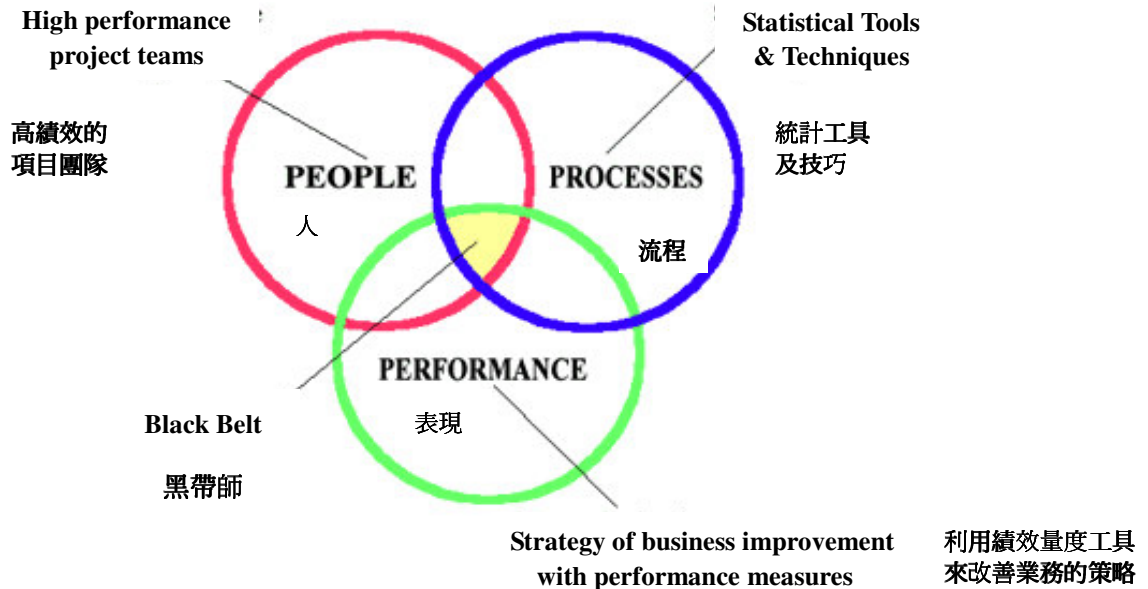 High performance
project teams
Statistical Tools
& Techniques
高績效的
項目團隊
統計工具
及技巧
PEOPLE
PROCESSES
人
流程
PERFORMANCE
表現
Black Belt
黑帶師
Strategy of business improvement
with performance measures
利用績效量度工具
來改善業務的策略